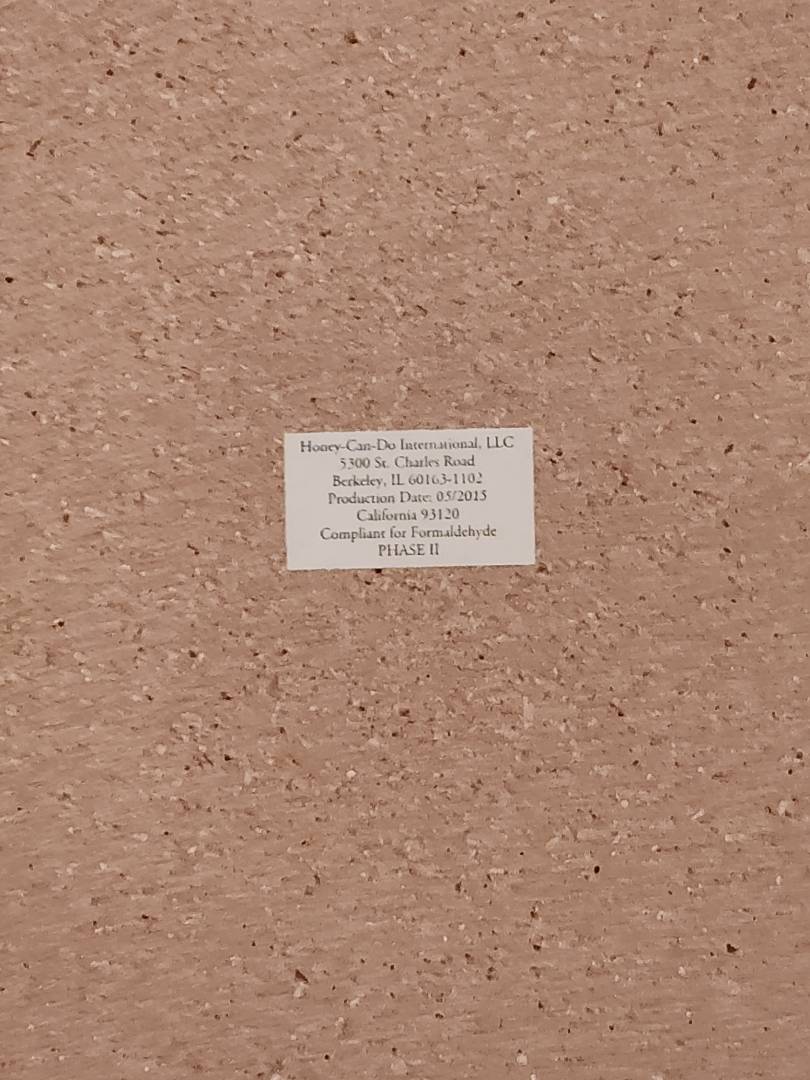 Honey-Can-Do International, LLC
5300 St. Charles Road
Berkeley, IL 60163-1102
Production Date: 05/2015
California 93120
Compliant for Formaldehyde
PHASE II